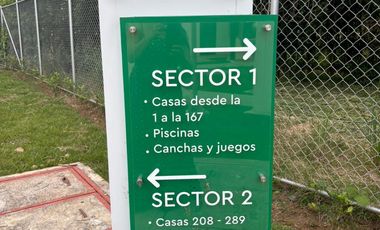 SECTOR 1
• Casas desde la
1 a la 167
• Piscinas
• Canchas y juegos
SECTOR 2
• Casas 208 - 289